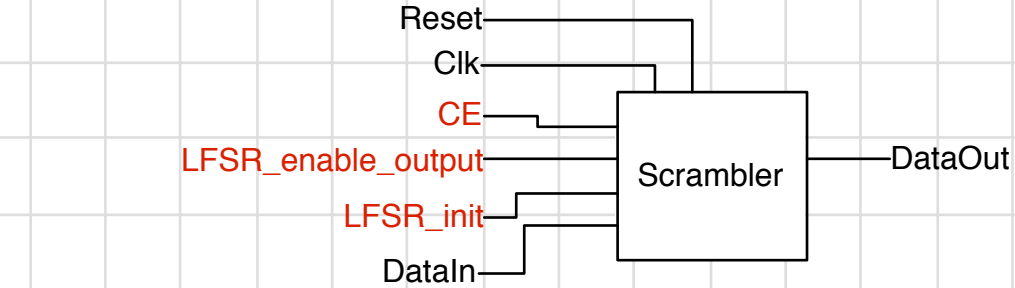 Reset
Clk
CE
LFSR_enable_output
LFSR_init
DataIn
Scrambler
DataOut